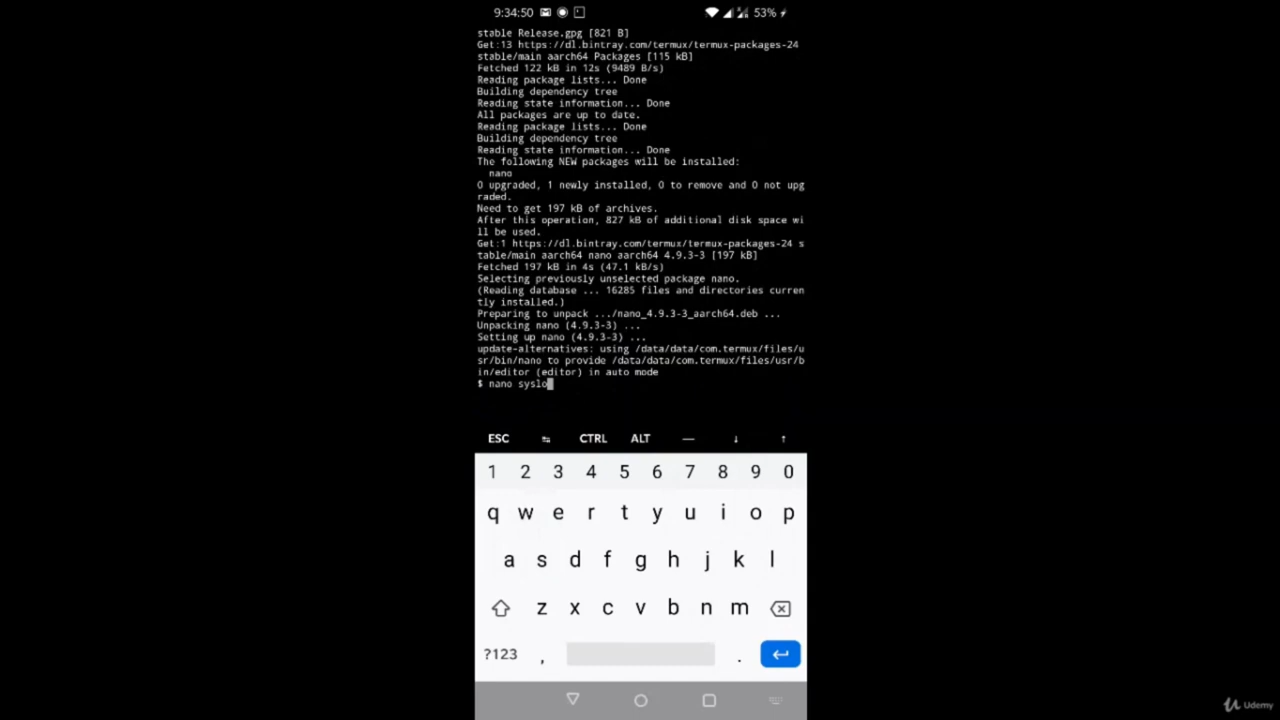 9:34:50 53%
stable Release.gpg [821 B]
Get:13 https://dl.bintray.com/termux/termux-packages-24
stable/main aarch64 Packages [115 kB]
Fetched 122 kB in 12s (9489 B/s)
Reading package lists... Done
Building dependency tree
Reading state information... Done
All packages are up to date.
Reading package lists... Done
Building dependency tree
Reading state information... Done
The following NEW packages will be installed:
nano
0 upgraded, 1 newly installed, 0 to remove and 0 not upg
raded.
Need to get 197 kB of archives.
After this operation, 827 kB of additional disk space wi
ll be used.
Get:1 https://dl.bintray.com/termux/termux-packages-24 s
table/main aarch64 nano aarch64 4.9.3-3 [197 kB]
Fetched 197 kB in 4s (47.1 kB/s)
Selecting previously unselected package nano.
(Reading database ... 16285 files and directories curren
tly installed.)
Preparing to unpack .../nano_4.9.3-3_aarch64.deb ...
Unpacking nano (4.9.3-3) ...
Setting up nano (4.9.3-3) ...
update-alternatives: using /data/data/com.termux/files/u
sr/bin/nano to provide /data/data/com.termux/files/usr/b
in/editor (editor) in auto mode
$ nano syslo
ESC ⇆ CTRL ALT — ↓ ↑
1 2 3 4 5 6 7 8 9 0
q w e r t y u i o p
a s d f g h j k l
z x c v b n m
?123 , .
Udemy